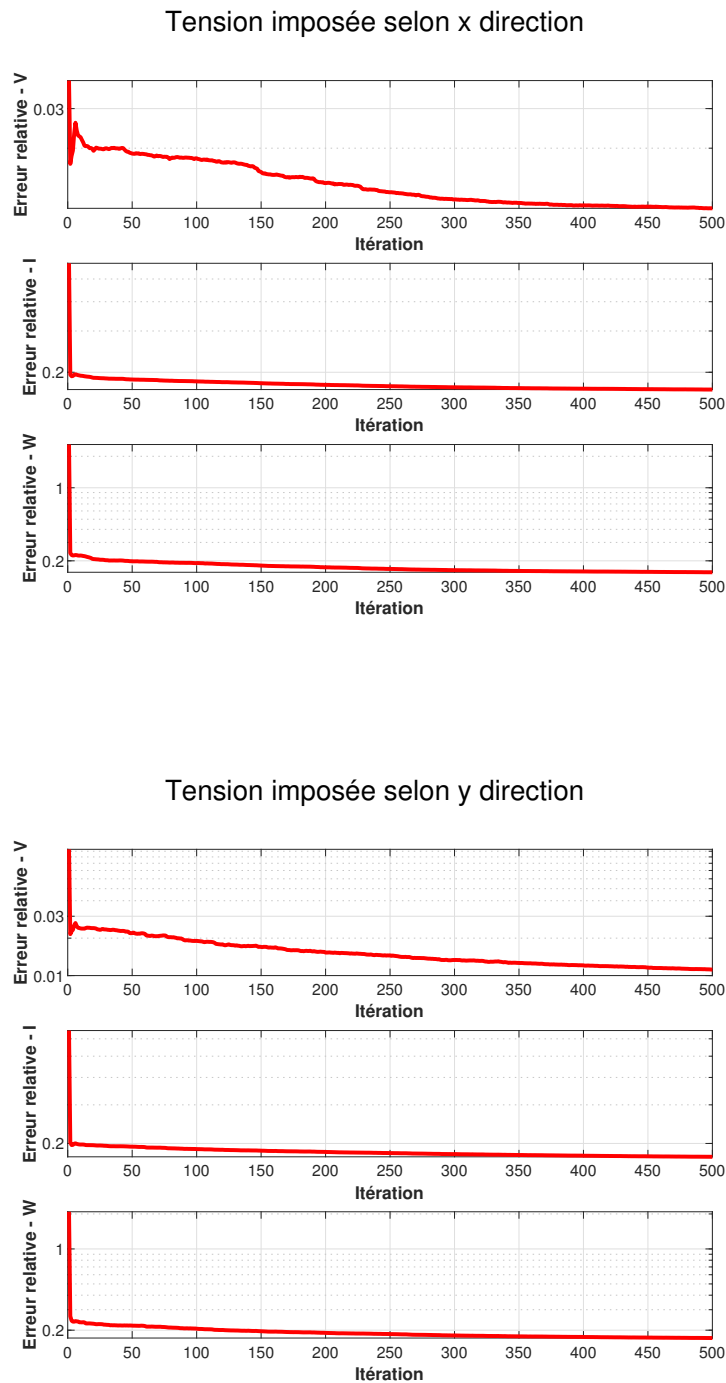 Tension imposée selon x direction
Erreur relative - V
0.03
0 50 100 150 200 250 300 350 400 450 500
Itération
Erreur relative - I
0.2
0 50 100 150 200 250 300 350 400 450 500
Itération
Erreur relative - W
1
0.2
0 50 100 150 200 250 300 350 400 450 500
Itération
Tension imposée selon y direction
Erreur relative - V
0.03
0.01
0 50 100 150 200 250 300 350 400 450 500
Itération
Erreur relative - I
0.2
0 50 100 150 200 250 300 350 400 450 500
Itération
Erreur relative - W
1
0.2
0 50 100 150 200 250 300 350 400 450 500
Itération